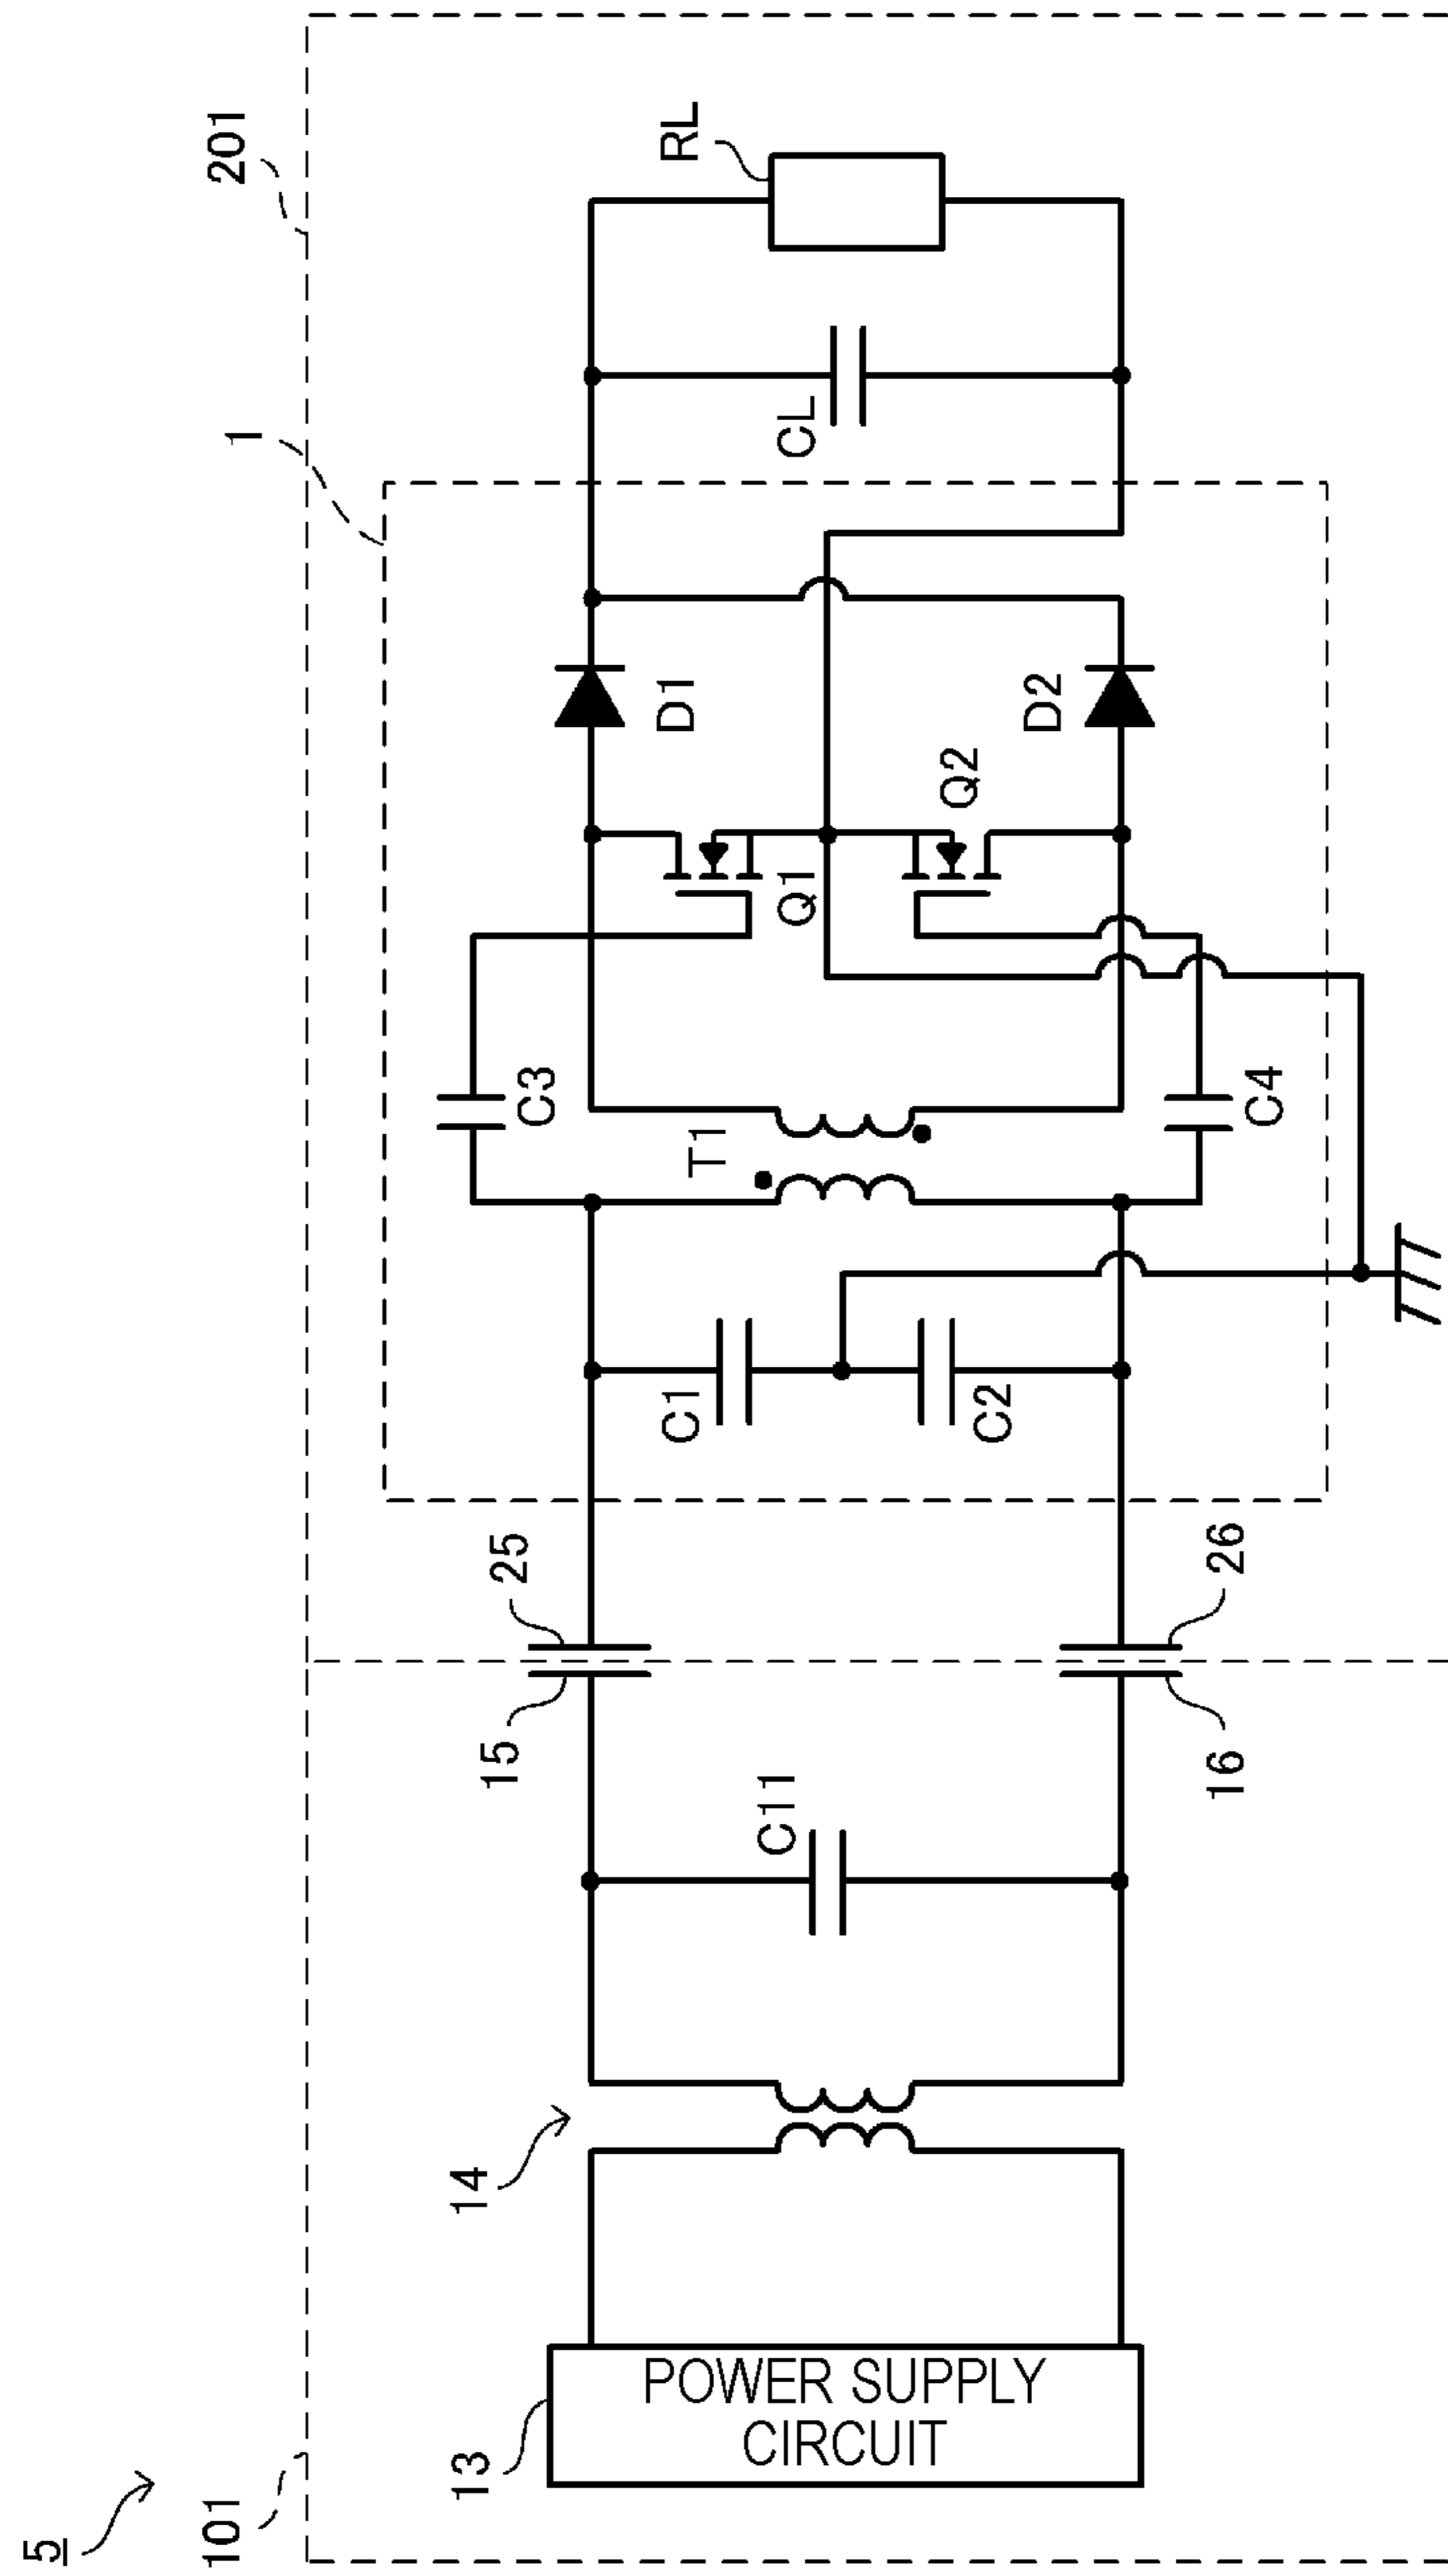 5
101
201
1
13
POWER SUPPLY
CIRCUIT
14
C11
15
25
16
26
C1
C2
T1
C3
C4
Q1
Q2
D1
D2
CL
RL